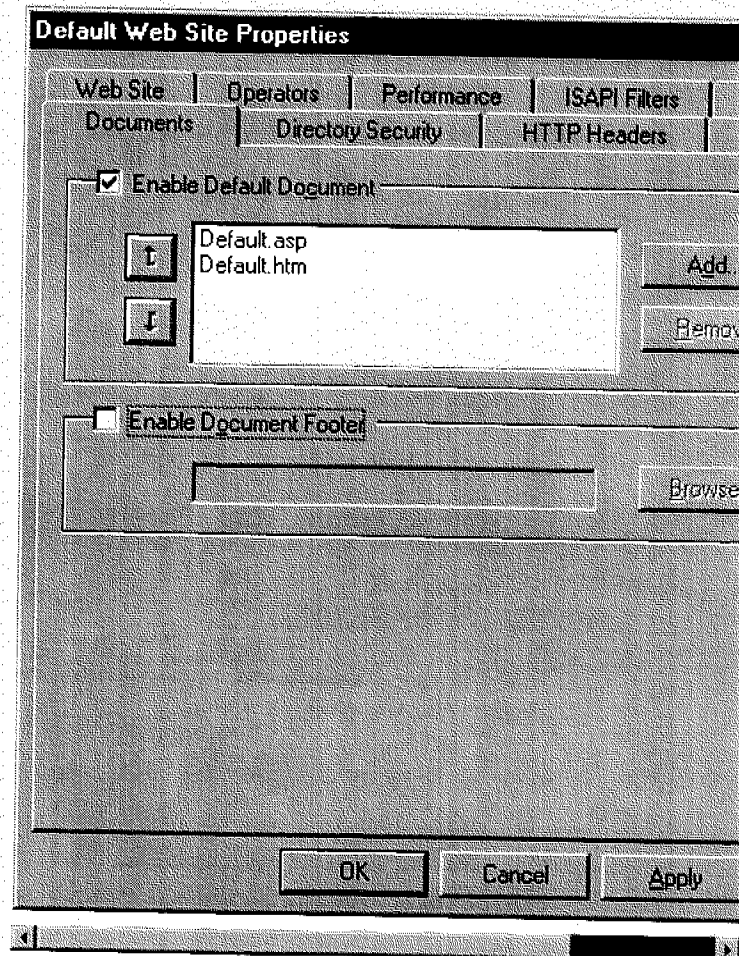 Default Web Site Properties
Web Site Operators Performance ISAPI Filters
Documents Directory Security HTTP Headers
Enable Default Document
Default.asp
Default.htm
Add..
Remov
Enable Document Footer
Browse
OK Cancel Apply